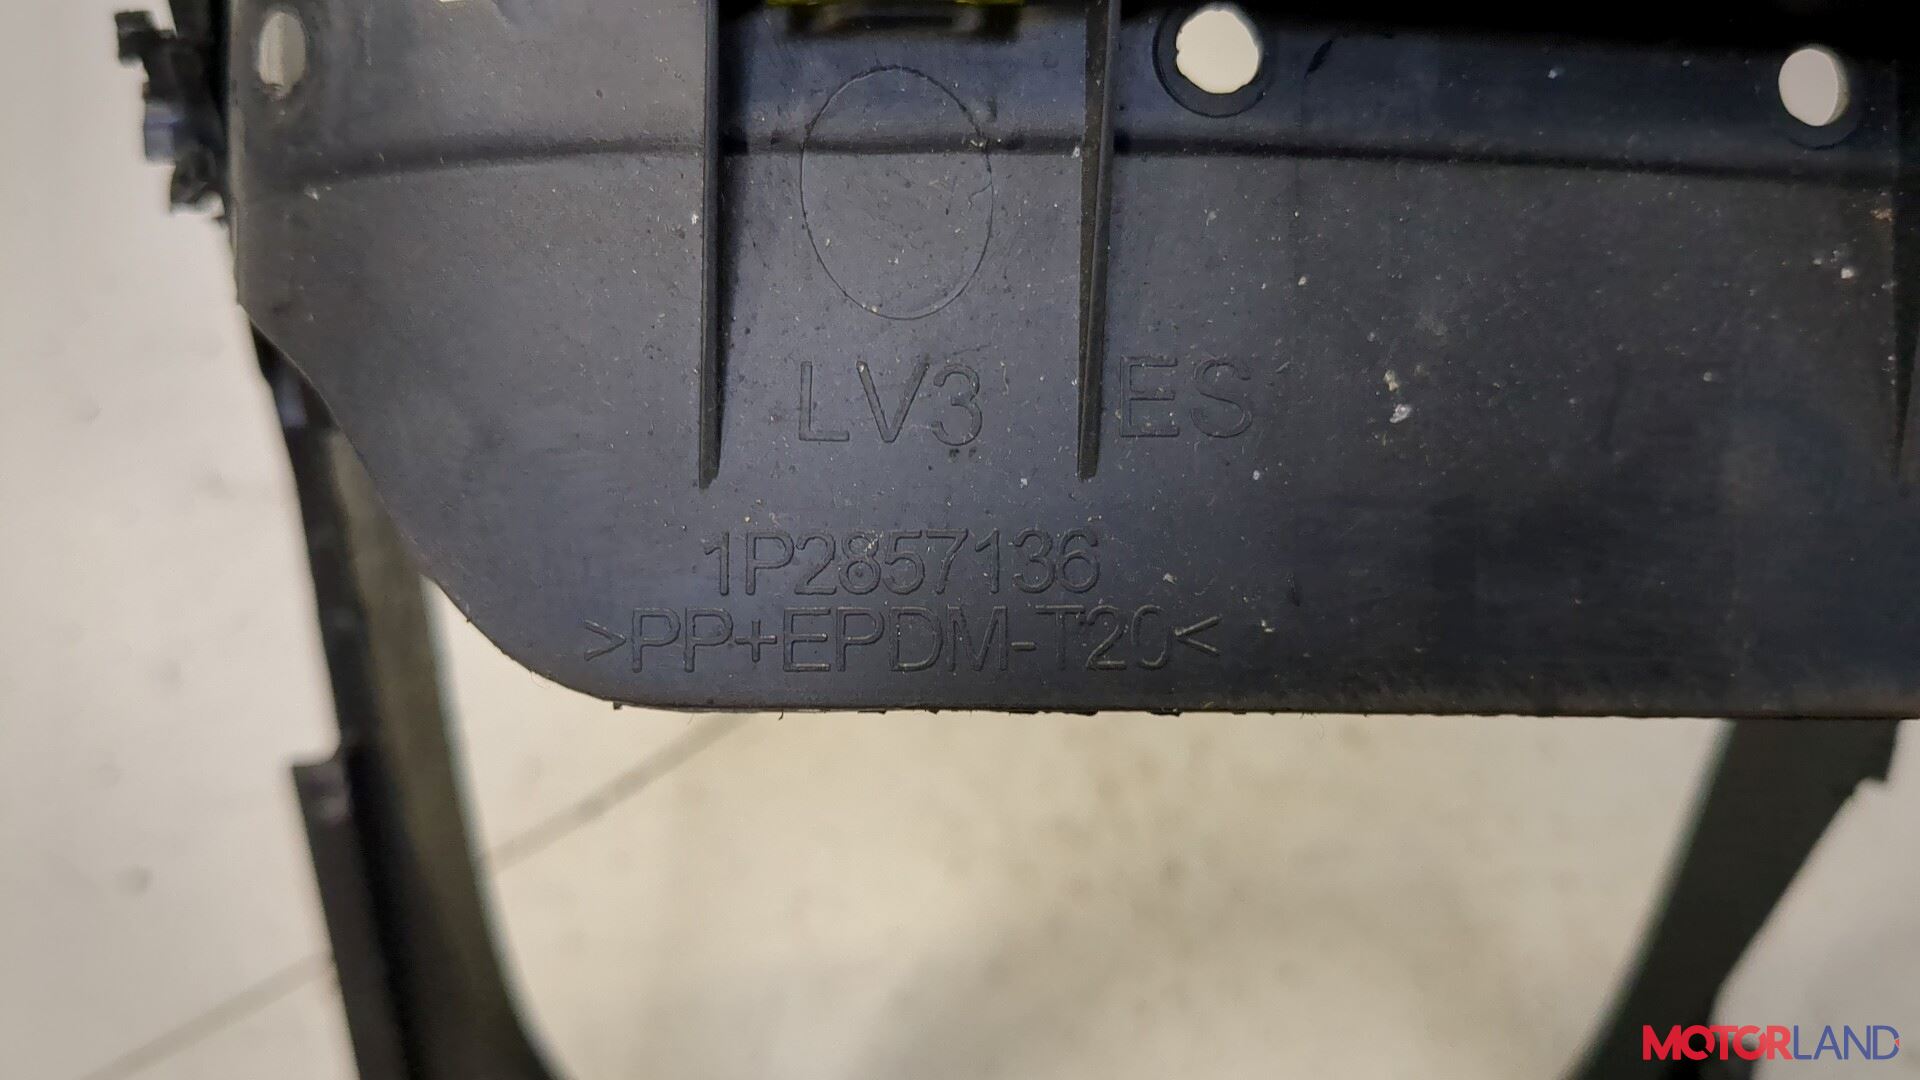 LV3 ES
1P2857136
>PP+EPDM-T20<
MOTORLAND